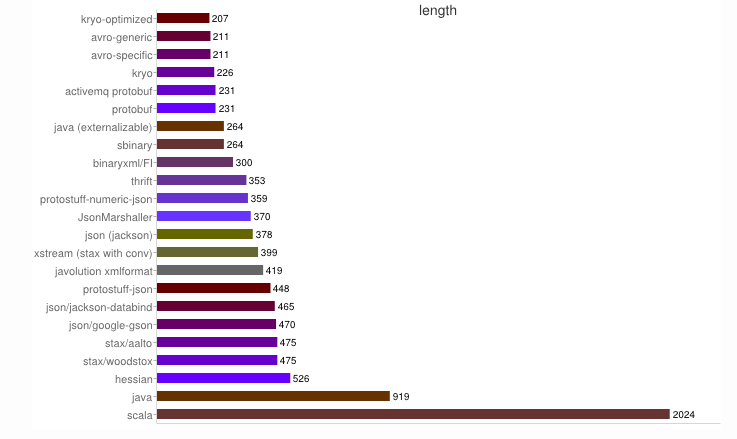 length
kryo-optimized 207
avro-generic 211
avro-specific 211
kryo 226
activemq protobuf 231
protobuf 231
java (externalizable) 264
sbinary 264
binaryxml/FI 300
thrift 353
protostuff-numeric-json 359
JsonMarshaller 370
json (jackson) 378
xstream (stax with conv) 399
javolution xmlformat 419
protostuff-json 448
json/jackson-databind 465
json/google-gson 470
stax/aalto 475
stax/woodstox 475
hessian 526
java 919
scala 2024